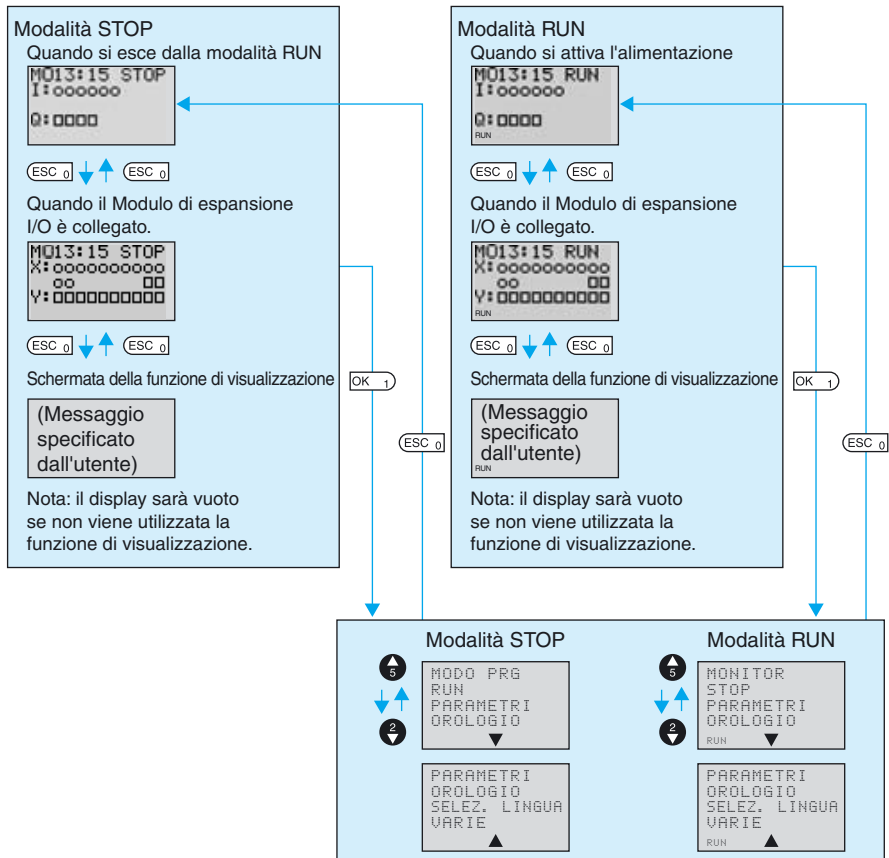 Modalità STOP
Quando si esce dalla modalità RUN
MO13:15 STOP
I:oooooo
Q:□□□□
ESC 0 ESC 0
Quando il Modulo di espansione
I/O è collegato.
MO13:15 STOP
X:oooooooooo
oo □□
Y:□□□□□□□□□□
ESC 0 ESC 0
Schermata della funzione di visualizzazione
(Messaggio
specificato
dall'utente)
Nota: il display sarà vuoto
se non viene utilizzata la
funzione di visualizzazione.
OK 1
ESC 0
Modalità RUN
Quando si attiva l'alimentazione
MO13:15 RUN
I:oooooo
Q:□□□□
RUN
ESC 0 ESC 0
Quando il Modulo di espansione
I/O è collegato.
MO13:15 RUN
X:oooooooooo
oo □□
Y:□□□□□□□□□□
RUN
ESC 0 ESC 0
Schermata della funzione di visualizzazione
(Messaggio
specificato
dall'utente)
RUN
Nota: il display sarà vuoto
se non viene utilizzata la
funzione di visualizzazione.
OK 1
ESC 0
Modalità STOP
5
2
MODO PRG
RUN
PARAMETRI
OROLOGIO
▼
PARAMETRI
OROLOGIO
SELEZ. LINGUA
VARIE
▲
Modalità RUN
5
2
MONITOR
STOP
PARAMETRI
OROLOGIO
RUN ▼
PARAMETRI
OROLOGIO
SELEZ. LINGUA
VARIE
RUN ▲